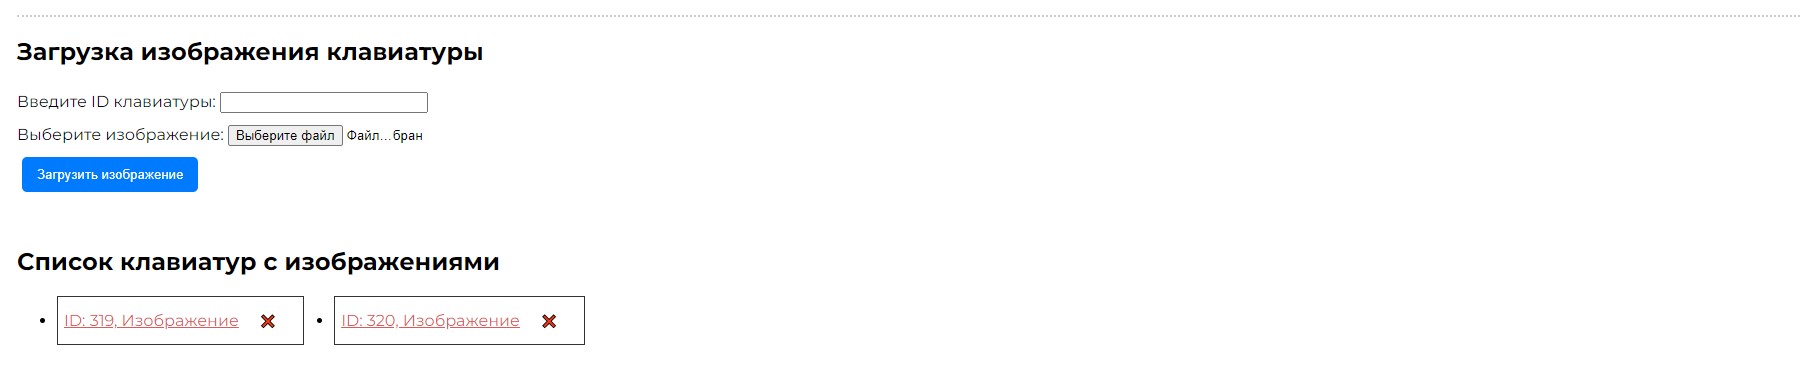 Загрузка изображения клавиатуры
Введите ID клавиатуры:
Выберите изображение: Выберите файл Файл...бран
Загрузить изображение
Список клавиатур с изображениями
ID: 319, Изображение
ID: 320, Изображение